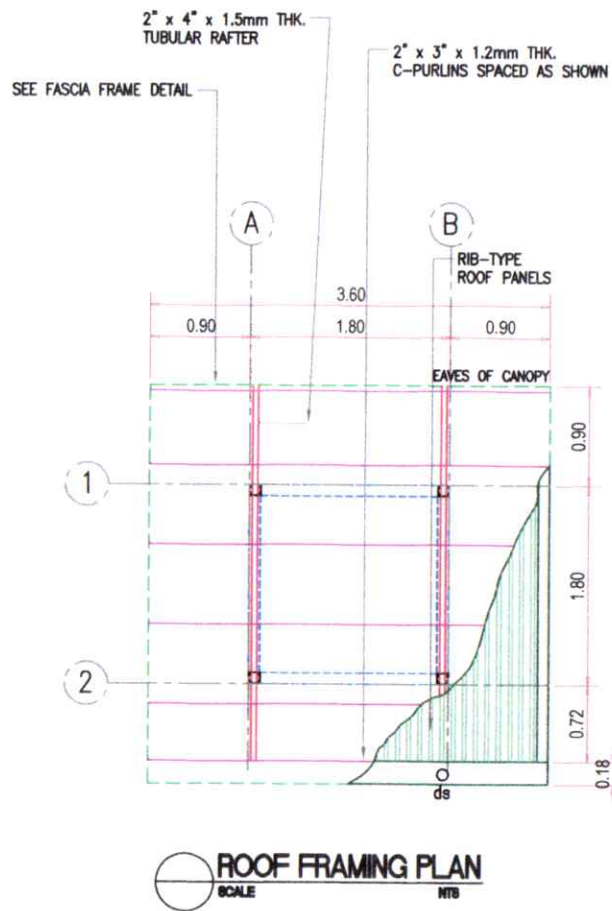 2" x 4" x 1.5mm THK.
TUBULAR RAFTER
2" x 3" x 1.2mm THK.
C-PURLINS SPACED AS SHOWN
SEE FASCIA FRAME DETAIL
A
B
RIB-TYPE
ROOF PANELS
3.60
0.90
1.80
0.90
EAVES OF CANOPY
0.90
1
1.80
2
0.72
0.18
ds
ROOF FRAMING PLAN
SCALE NTS